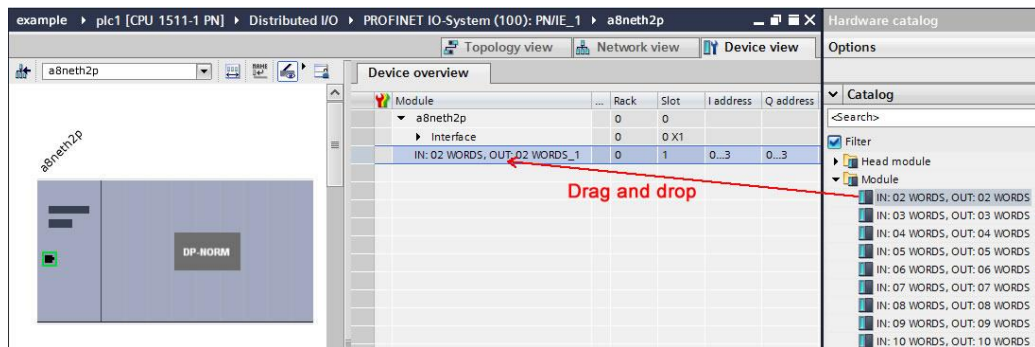 example ▸ plc1 [CPU 1511-1 PN] ▸ Distributed I/O ▸ PROFINET IO-System (100): PN/IE_1 ▸ a8neth2p
Hardware catalog
Topology view Network view Device view
Options
a8neth2p
Device overview
Module ... Rack Slot I address Q address
a8neth2p 0 0
Interface 0 0 X1
IN: 02 WORDS, OUT: 02 WORDS_1 0 1 0...3 0...3
Drag and drop
a8neth2p
DP-NORM
Catalog
<Search>
Filter
Head module
Module
IN: 02 WORDS, OUT: 02 WORDS
IN: 03 WORDS, OUT: 03 WORDS
IN: 04 WORDS, OUT: 04 WORDS
IN: 05 WORDS, OUT: 05 WORDS
IN: 06 WORDS, OUT: 06 WORDS
IN: 07 WORDS, OUT: 07 WORDS
IN: 08 WORDS, OUT: 08 WORDS
IN: 09 WORDS, OUT: 09 WORDS
IN: 10 WORDS, OUT: 10 WORDS